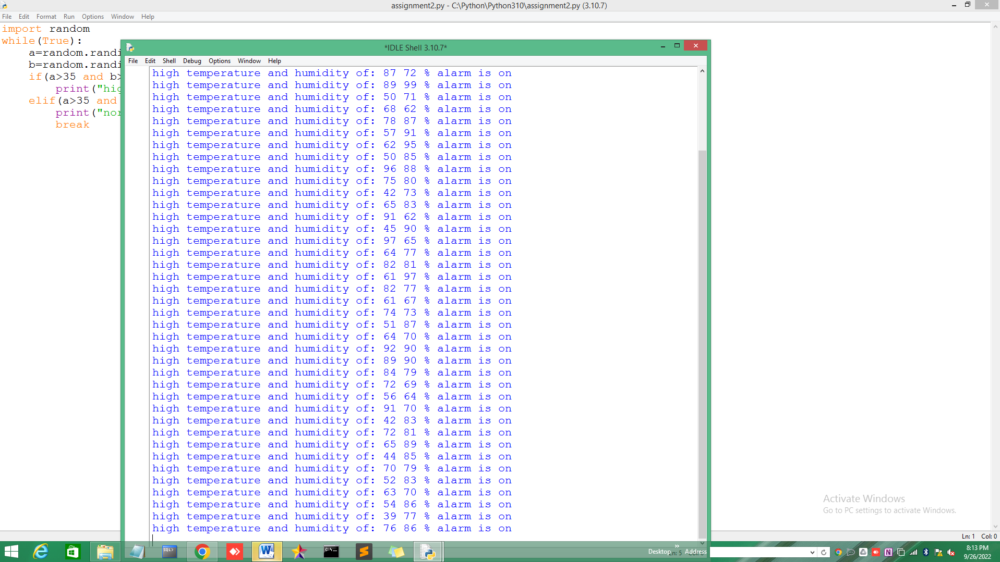 assignment2.py - C:\Python\Python310\assignment2.py (3.10.7)
File Edit Format Run Options Window Help
import random
while(True):
a=random.randi
b=random.randi
if(a>35 and b>
print("hig
elif(a>35 and
print("nor
break
*IDLE Shell 3.10.7*
File Edit Shell Debug Options Window Help
high temperature and humidity of: 87 72 % alarm is on
high temperature and humidity of: 89 99 % alarm is on
high temperature and humidity of: 50 71 % alarm is on
high temperature and humidity of: 68 62 % alarm is on
high temperature and humidity of: 78 87 % alarm is on
high temperature and humidity of: 57 91 % alarm is on
high temperature and humidity of: 62 95 % alarm is on
high temperature and humidity of: 50 85 % alarm is on
high temperature and humidity of: 96 88 % alarm is on
high temperature and humidity of: 75 80 % alarm is on
high temperature and humidity of: 42 73 % alarm is on
high temperature and humidity of: 65 83 % alarm is on
high temperature and humidity of: 91 62 % alarm is on
high temperature and humidity of: 45 90 % alarm is on
high temperature and humidity of: 97 65 % alarm is on
high temperature and humidity of: 64 77 % alarm is on
high temperature and humidity of: 82 81 % alarm is on
high temperature and humidity of: 61 97 % alarm is on
high temperature and humidity of: 82 77 % alarm is on
high temperature and humidity of: 61 67 % alarm is on
high temperature and humidity of: 74 73 % alarm is on
high temperature and humidity of: 51 87 % alarm is on
high temperature and humidity of: 64 70 % alarm is on
high temperature and humidity of: 92 90 % alarm is on
high temperature and humidity of: 89 90 % alarm is on
high temperature and humidity of: 84 79 % alarm is on
high temperature and humidity of: 72 69 % alarm is on
high temperature and humidity of: 56 64 % alarm is on
high temperature and humidity of: 91 70 % alarm is on
high temperature and humidity of: 42 83 % alarm is on
high temperature and humidity of: 72 81 % alarm is on
high temperature and humidity of: 65 89 % alarm is on
high temperature and humidity of: 44 85 % alarm is on
high temperature and humidity of: 70 79 % alarm is on
high temperature and humidity of: 52 83 % alarm is on
high temperature and humidity of: 63 70 % alarm is on
high temperature and humidity of: 54 86 % alarm is on
high temperature and humidity of: 39 77 % alarm is on
high temperature and humidity of: 76 86 % alarm is on
Activate Windows
Go to PC settings to activate Windows.
Ln: 1 Col: 0
Desktop Address
8:13 PM
9/26/2022